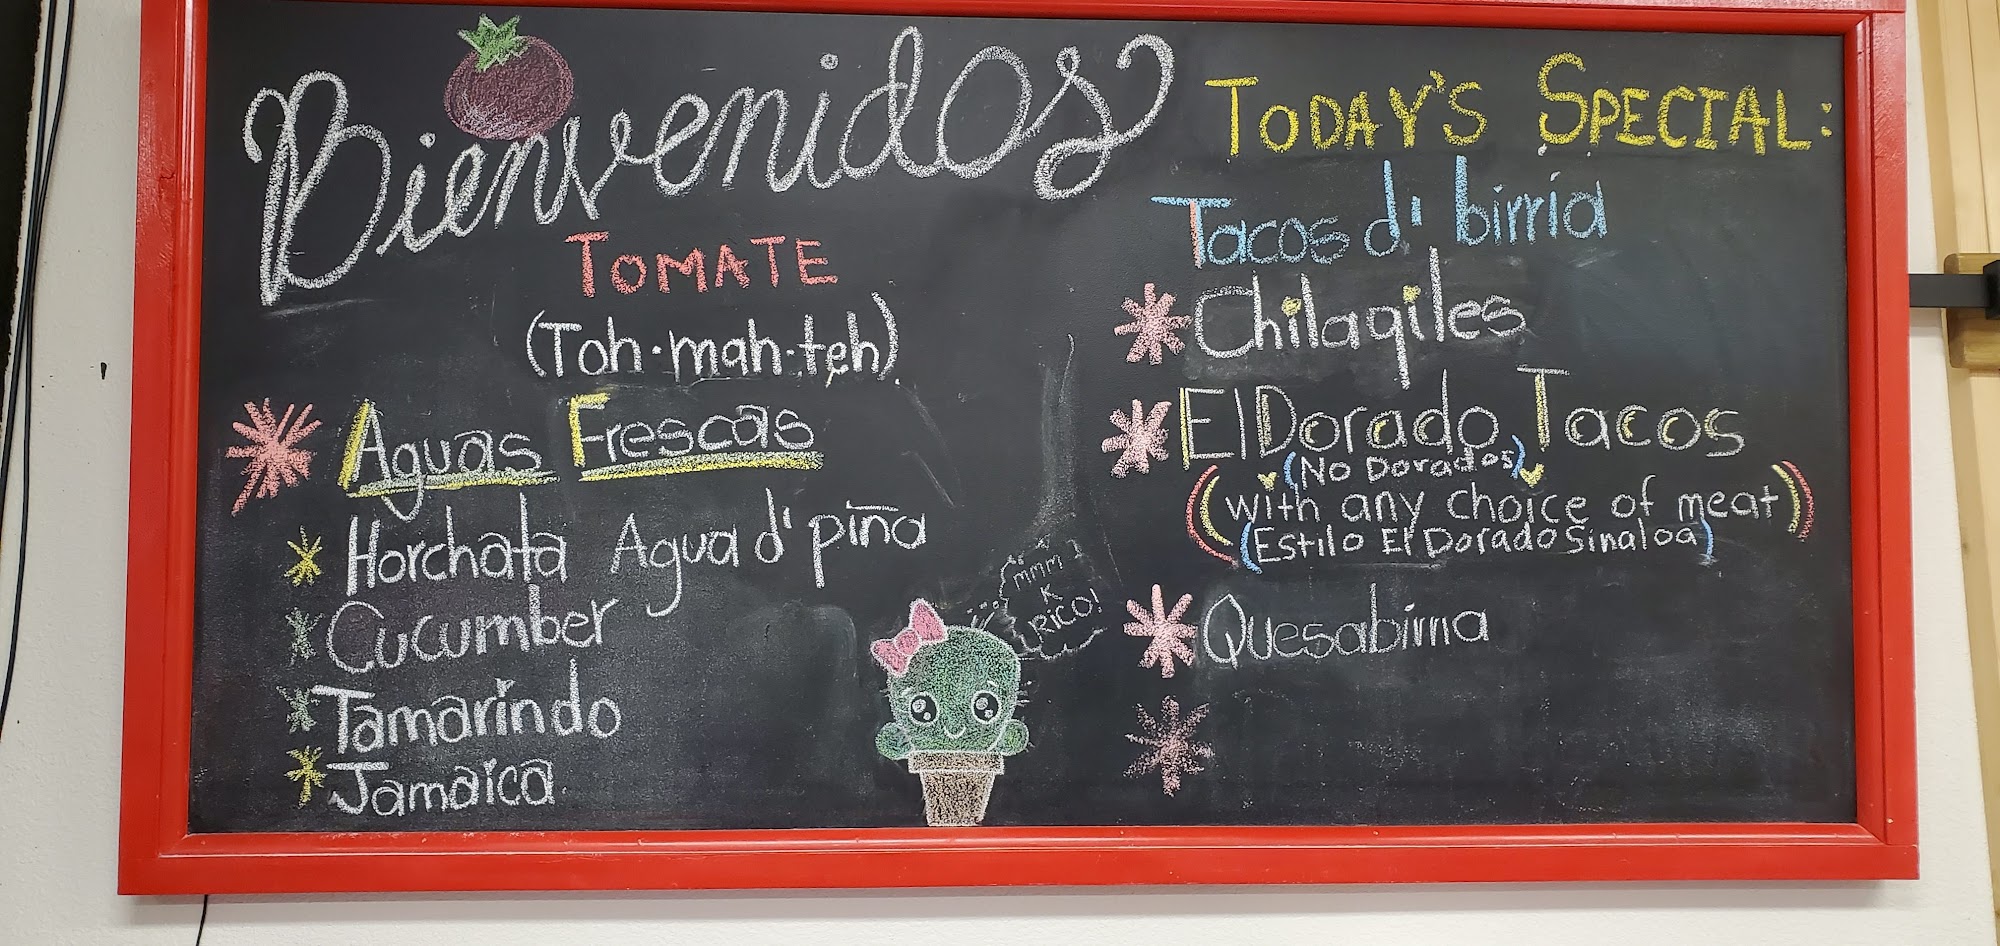 Bienvenidos
TOMATE
(Toh·mah·teh)
Aguas Frescas
Horchata Agua d' piña
Cucumber
Tamarindo
Jamaica
mmm
K
RICO!
TODAY'S SPECIAL:
Tacos d' birria
Chilaqiles
El Dorado Tacos
(No Dorados)
(with any choice of meat)
(Estilo El Dorado Sinaloa)
Quesabirria